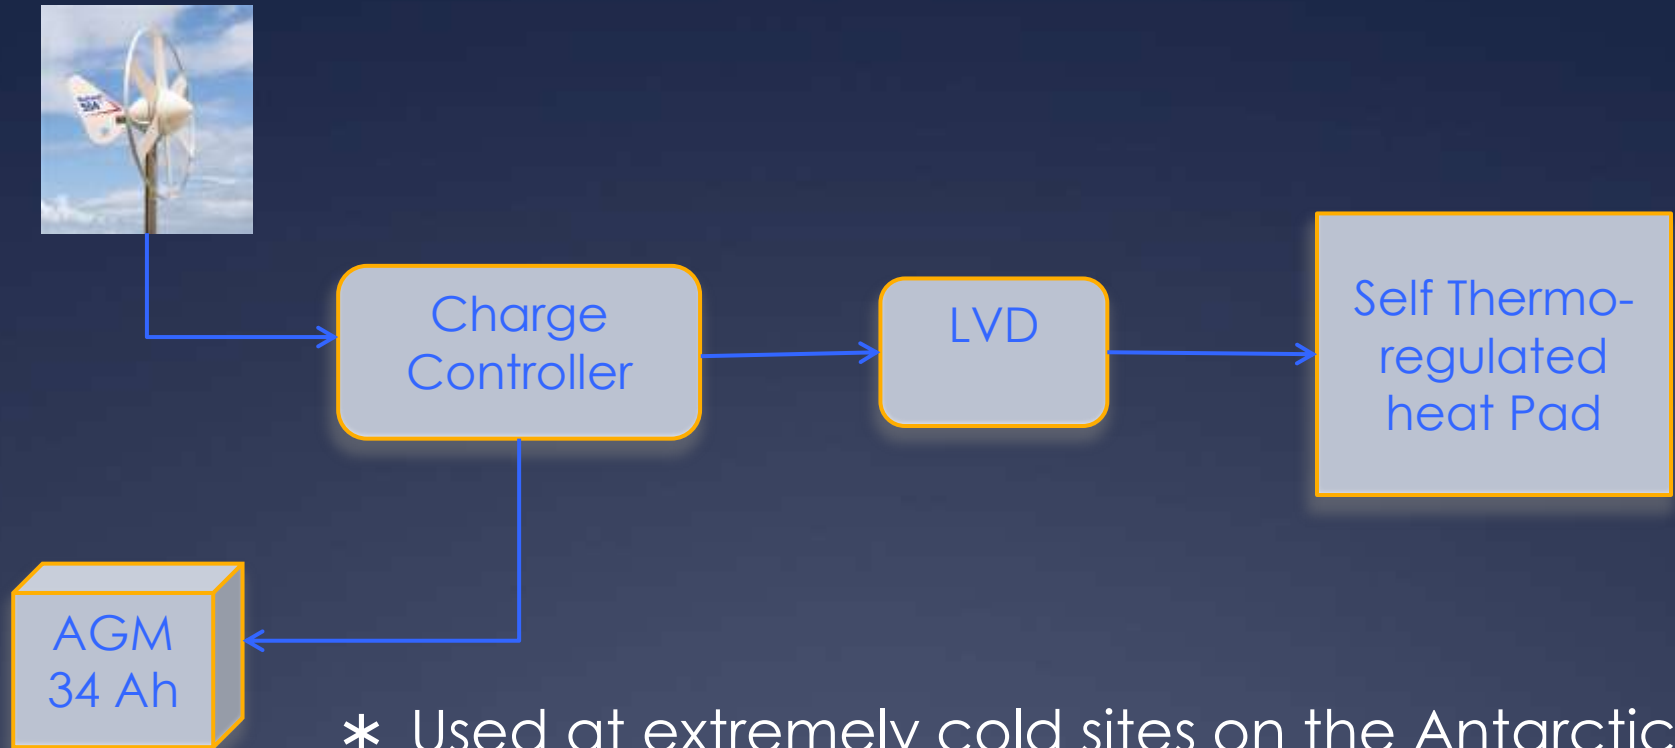 Charge
Controller
LVD
Self Thermo-
regulated
heat Pad
AGM
34 Ah
* Used at extremely cold sites on the Antarctic